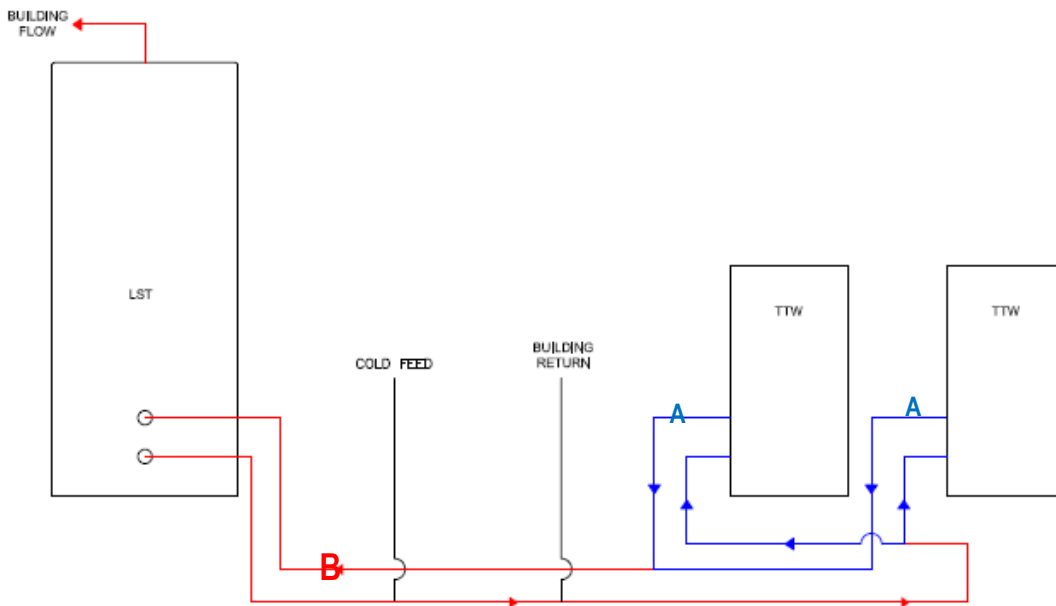 BUILDING
FLOW
LST
COLD FEED
BUILDING
RETURN
TTW
TTW
A
A
B